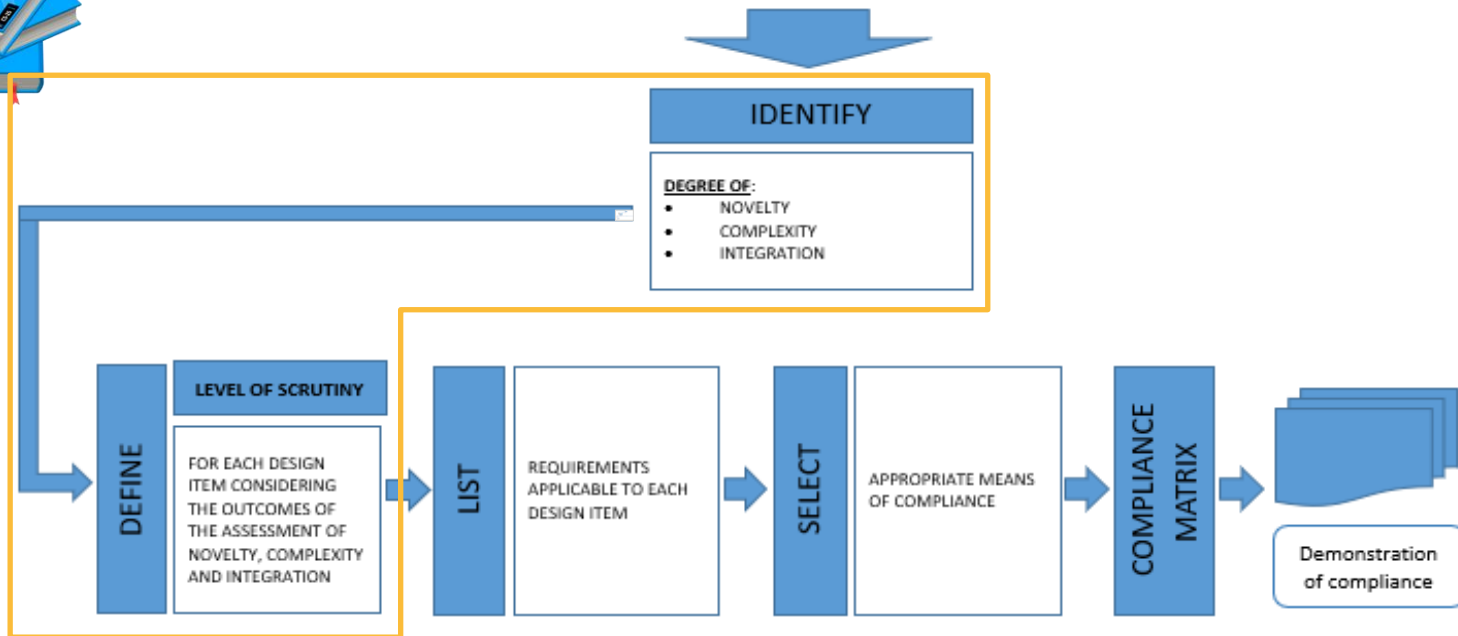 IDENTIFY
DEGREE OF:
• NOVELTY
• COMPLEXITY
• INTEGRATION
DEFINE
LEVEL OF SCRUTINY
FOR EACH DESIGN
ITEM CONSIDERING
THE OUTCOMES OF
THE ASSESSMENT OF
NOVELTY, COMPLEXITY
AND INTEGRATION
LIST
REQUIREMENTS
APPLICABLE TO EACH
DESIGN ITEM
SELECT
APPROPRIATE MEANS
OF COMPLIANCE
COMPLIANCE
MATRIX
Demonstration
of compliance